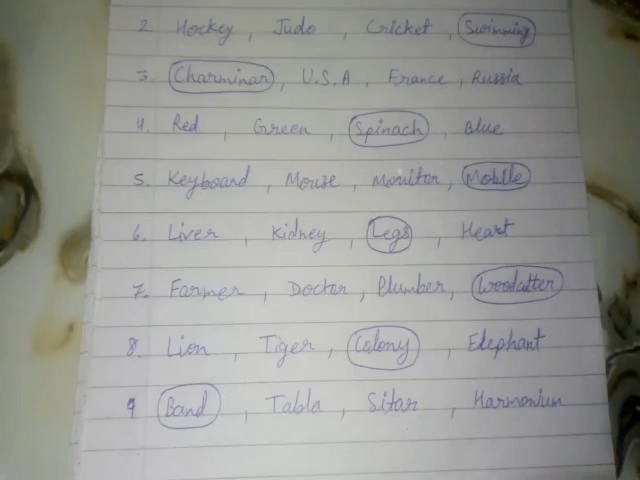 2 Hockey, Judo, Cricket, Swimming
3. Charminar, U.S.A, France, Russia
4. Red, Green, Spinach, Blue
5. Keyboard, Mouse, Monitor, Mobile
6. Liver, Kidney, Legs, Heart
7. Farmer, Doctor, Plumber, Woodcutter
8. Lion, Tiger, Colony, Elephant
9 Band, Tabla, Sitar, Harmonium